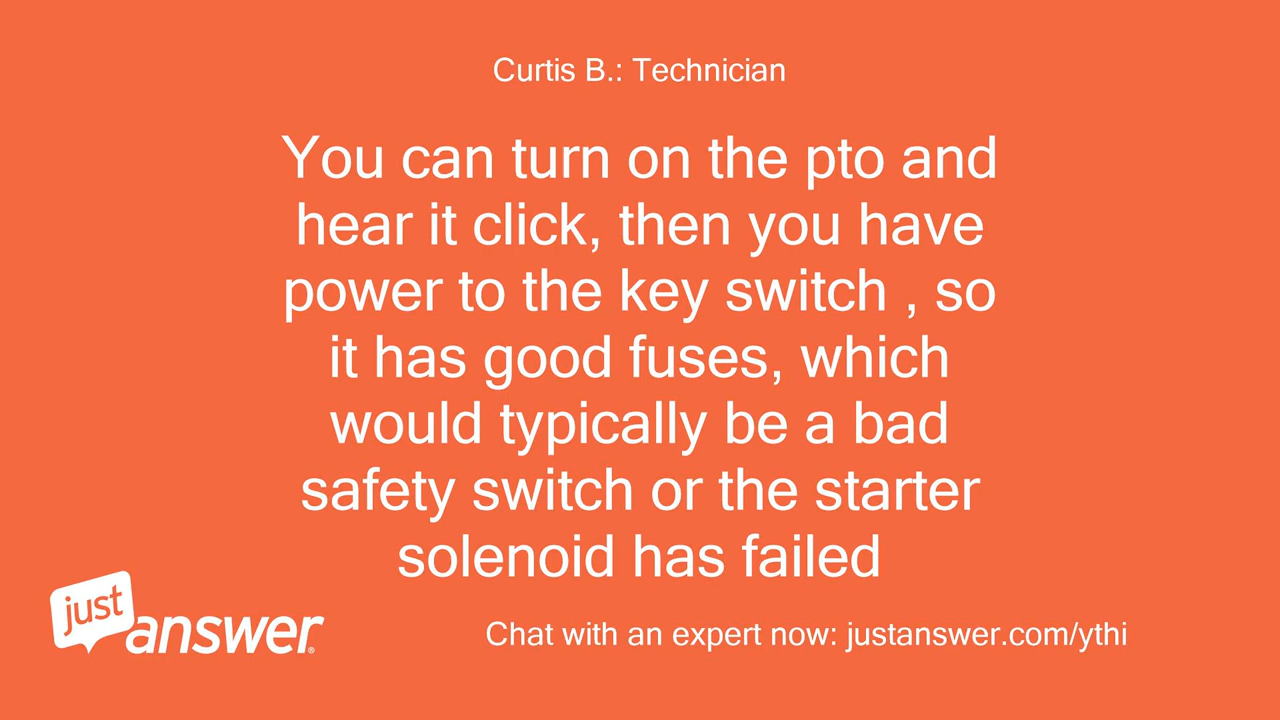 Curtis B.: Technician
You can turn on the pto and
hear it click, then you have
power to the key switch , so
it has good fuses, which
would typically be a bad
safety switch or the starter
solenoid has failed
just
answer®
Chat with an expert now: justanswer.com/ythi